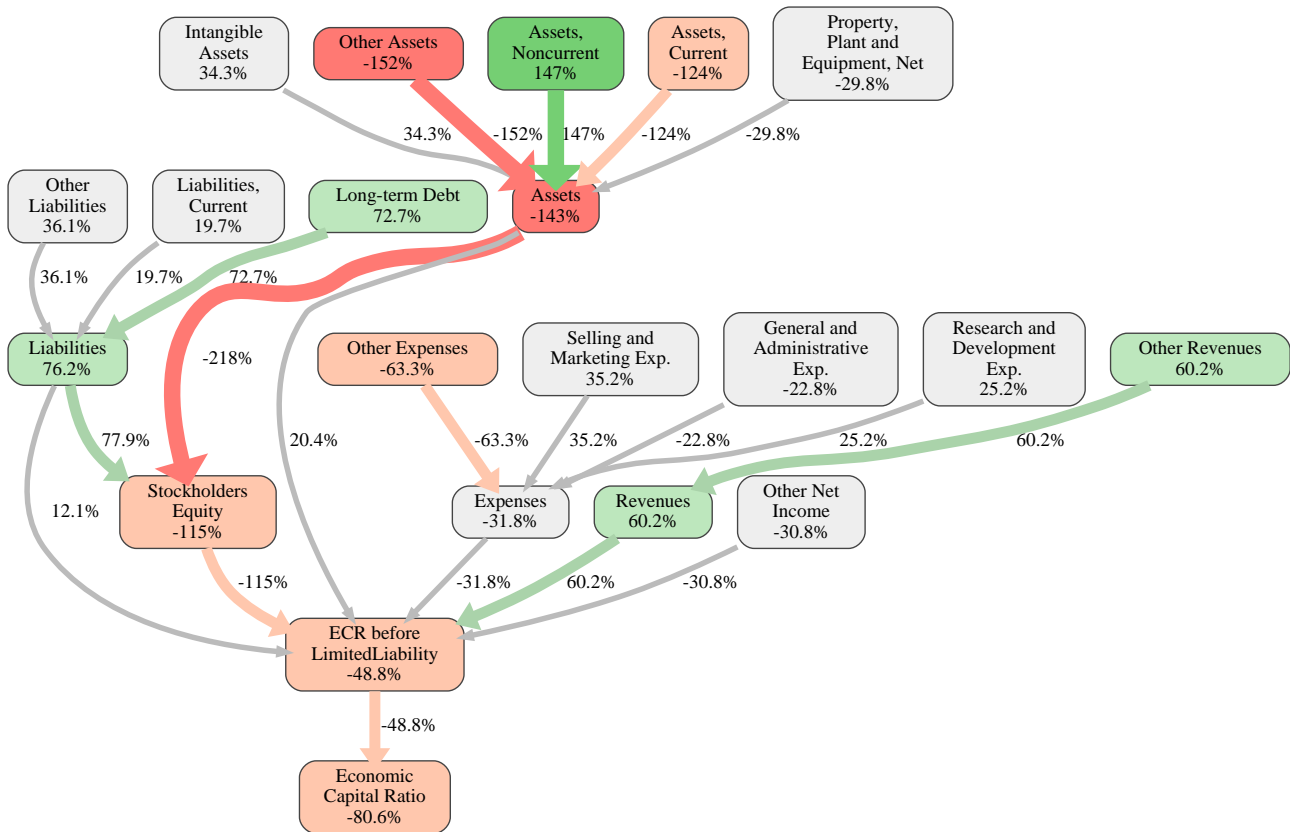 Intangible
Assets
34.3%
Other Assets
-152%
Assets,
Noncurrent
147%
Assets,
Current
-124%
Property,
Plant and
Equipment, Net
-29.8%
34.3%
-152%
147%
-124%
-29.8%
Other
Liabilities
36.1%
Liabilities,
Current
19.7%
Long-term Debt
72.7%
Assets
-143%
36.1%
19.7%
72.7%
Liabilities
76.2%
-218%
Other Expenses
-63.3%
Selling and
Marketing Exp.
35.2%
General and
Administrative
Exp.
-22.8%
Research and
Development
Exp.
25.2%
Other Revenues
60.2%
77.9%
20.4%
-63.3%
35.2%
-22.8%
25.2%
60.2%
12.1%
Stockholders
Equity
-115%
Expenses
-31.8%
Revenues
60.2%
Other Net
Income
-30.8%
-115%
-31.8%
60.2%
-30.8%
ECR before
LimitedLiability
-48.8%
-48.8%
Economic
Capital Ratio
-80.6%